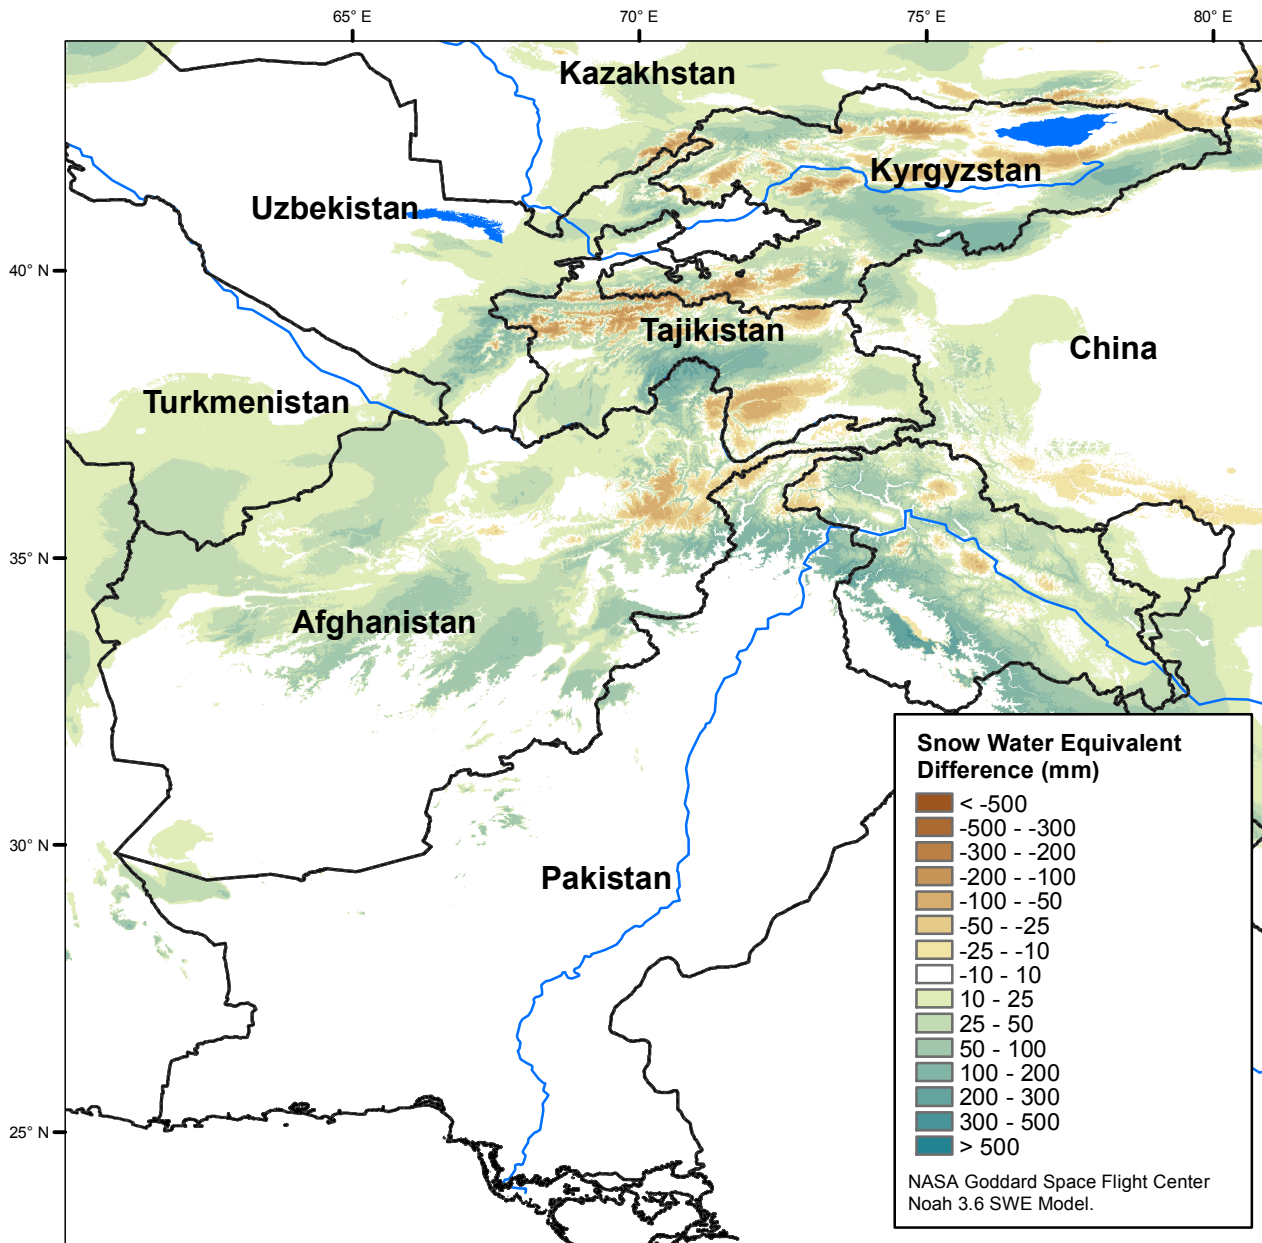 65° E
70° E
75° E
80° E
Kazakhstan
Kyrgyzstan
Uzbekistan
40° N
Tajikistan
China
Turkmenistan
35° N
Afghanistan
30° N
Pakistan
25° N
Snow Water Equivalent
Difference (mm)
< -500
-500 - -300
-300 - -200
-200 - -100
-100 - -50
-50 - -25
-25 - -10
-10 - 10
10 - 25
25 - 50
50 - 100
100 - 200
200 - 300
300 - 500
> 500
NASA Goddard Space Flight Center
Noah 3.6 SWE Model.